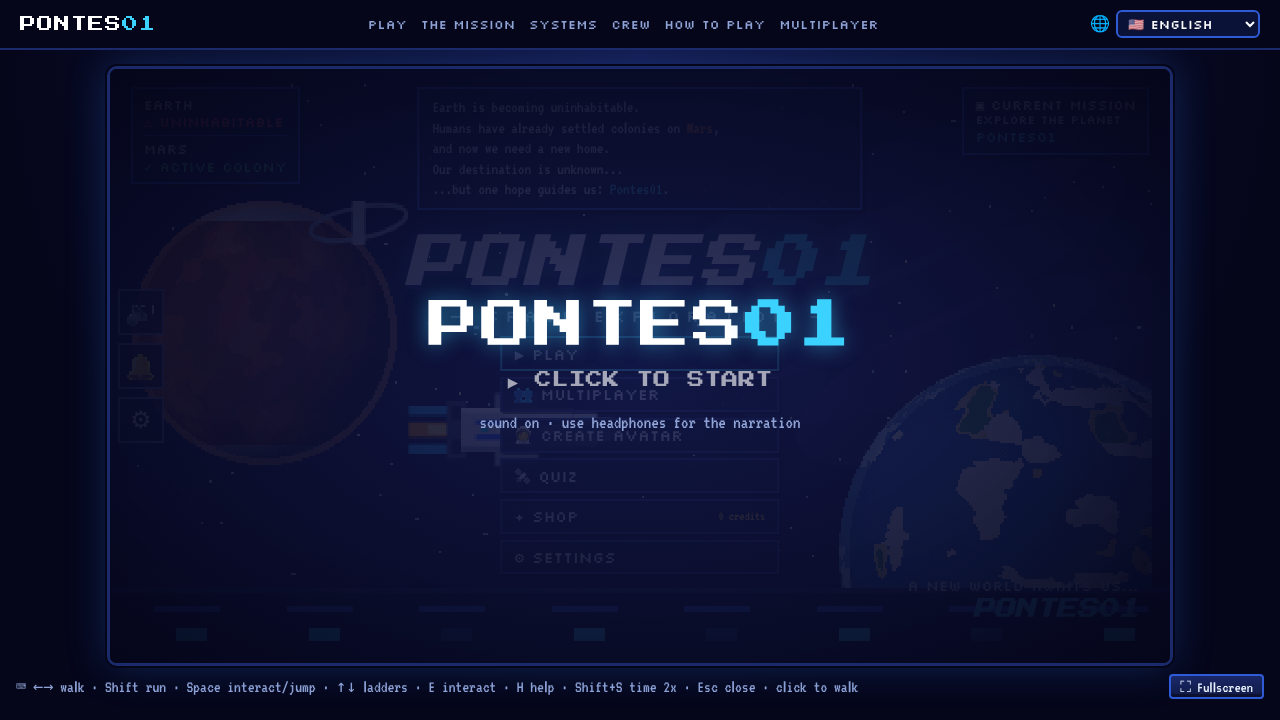 PONTES01
PLAY THE MISSION SYSTEMS CREW HOW TO PLAY MULTIPLAYER
ENGLISH
EARTH
⚠ UNINHABITABLE
MARS
✓ ACTIVE COLONY
Earth is becoming uninhabitable.
Humans have already settled colonies on Mars,
and now we need a new home.
Our destination is unknown...
...but one hope guides us: Pontes01.
▣ CURRENT MISSION
EXPLORE THE PLANET
PONTES01
PONTES01
PONTES01
▶ PLAY
▶ CLICK TO START
MULTIPLAYER
sound on · use headphones for the narration
CREATE AVATAR
QUIZ
✦ SHOP
0 credits
⚙ SETTINGS
A NEW WORLD AWAITS US...
PONTES01
⌨ ←→ walk · Shift run · Space interact/jump · ↑↓ ladders · E interact · H help · Shift+S time 2x · Esc close · click to walk
⛶ Fullscreen